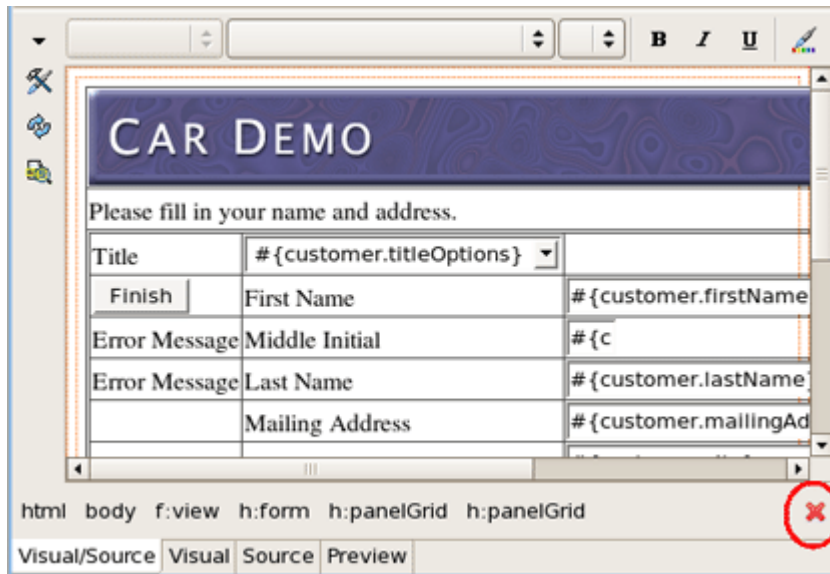 B I U
CAR DEMO
Please fill in your name and address.
Title #{customer.titleOptions}
Finish First Name #{customer.firstName
Error Message Middle Initial #{c
Error Message Last Name #{customer.lastName}
Mailing Address #{customer.mailingAd
html body f:view h:form h:panelGrid h:panelGrid
Visual/Source Visual Source Preview